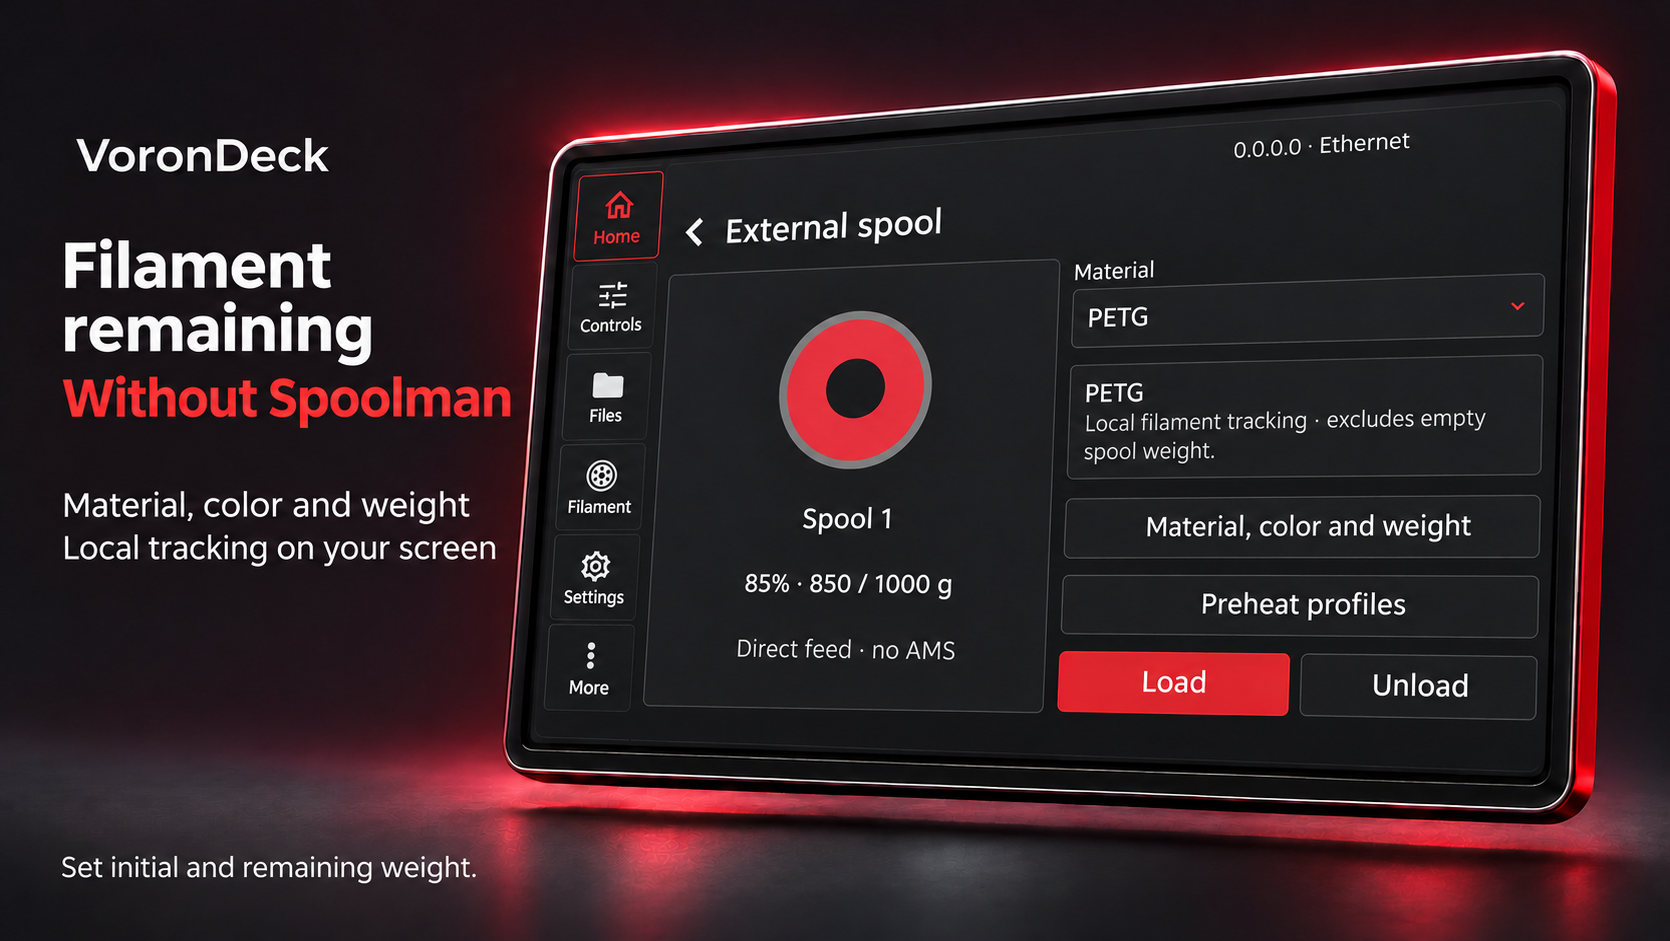 VoronDeck
Filament
remaining
Without Spoolman
Material, color and weight
Local tracking on your screen
Set initial and remaining weight.
0.0.0.0 · Ethernet
Home
Controls
Files
Filament
Settings
More
External spool
Spool 1
85% · 850 / 1000 g
Direct feed · no AMS
Material
PETG
PETG
Local filament tracking · excludes empty
spool weight.
Material, color and weight
Preheat profiles
Load
Unload